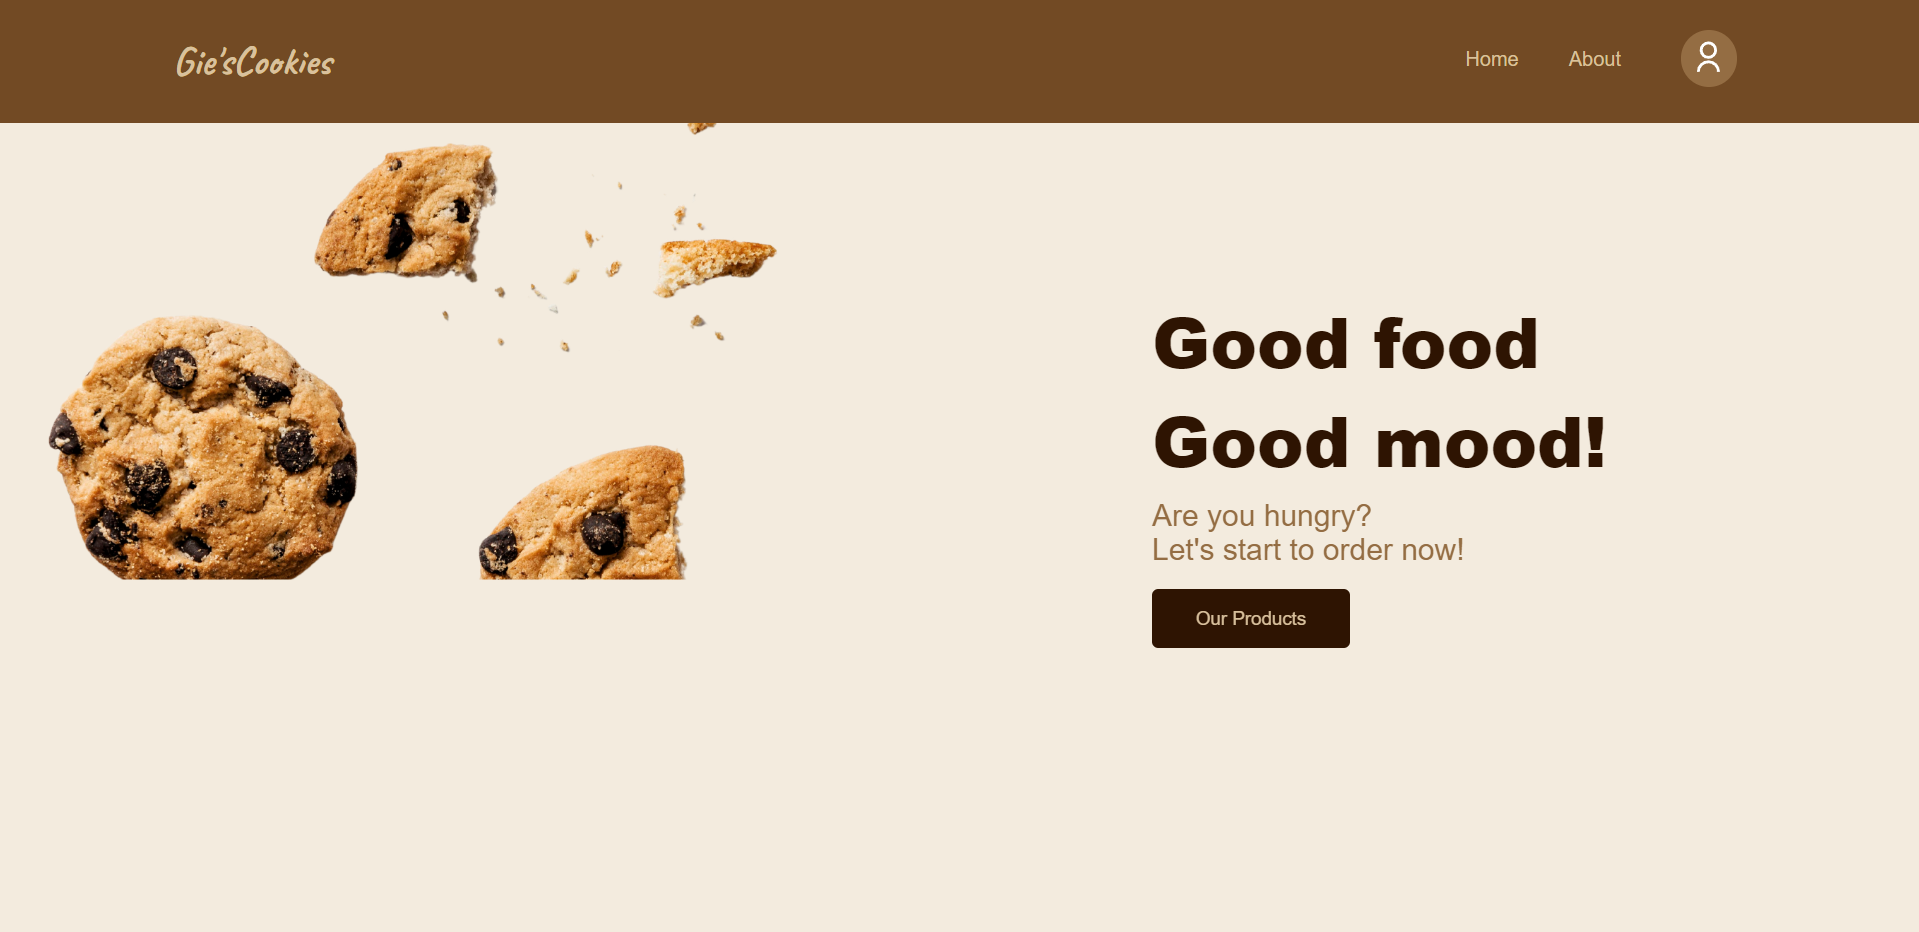 Gie'sCookies
Home
About
Good food
Good mood!
Are you hungry?
Let's start to order now!
Our Products